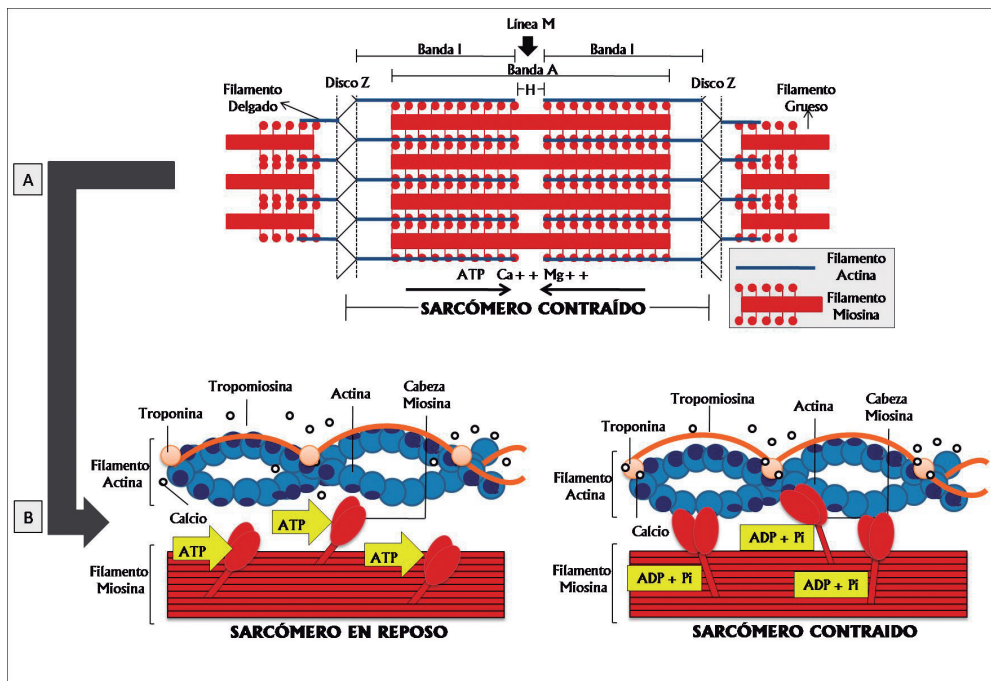 Línea M
Banda I
Banda I
Banda A
H
Disco Z
Disco Z
Filamento
Delgado
Filamento
Grueso
A
ATP Ca++ Mg++
SARCÓMERO CONTRAÍDO
Filamento
Actina
Filamento
Miosina
B
Troponina
Tropomiosina
Actina
Cabeza
Miosina
Filamento
Actina
Calcio
ATP
ATP
ATP
Filamento
Miosina
SARCÓMERO EN REPOSO
Troponina
Tropomiosina
Actina
Cabeza
Miosina
Filamento
Actina
Calcio
ADP + Pi
ADP + Pi
ADP + Pi
Filamento
Miosina
SARCÓMERO CONTRAIDO